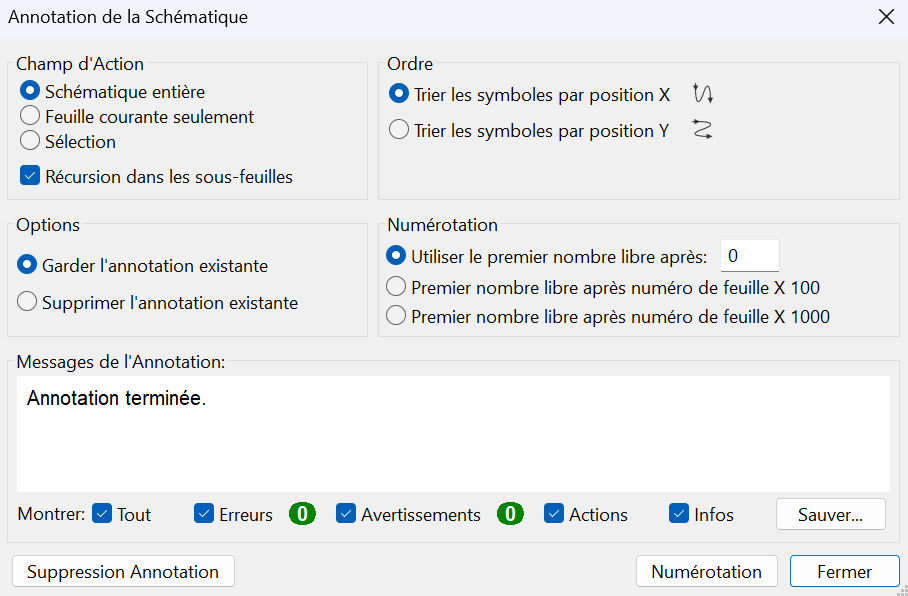 Annotation de la Schématique
Champ d'Action
Schématique entière
Feuille courante seulement
Sélection
Récursion dans les sous-feuilles
Ordre
Trier les symboles par position X
Trier les symboles par position Y
Options
Garder l'annotation existante
Supprimer l'annotation existante
Numérotation
Utiliser le premier nombre libre après: 0
Premier nombre libre après numéro de feuille X 100
Premier nombre libre après numéro de feuille X 1000
Messages de l'Annotation:
Annotation terminée.
Montrer: Tout Erreurs 0 Avertissements 0 Actions Infos Sauver...
Suppression Annotation Numérotation Fermer